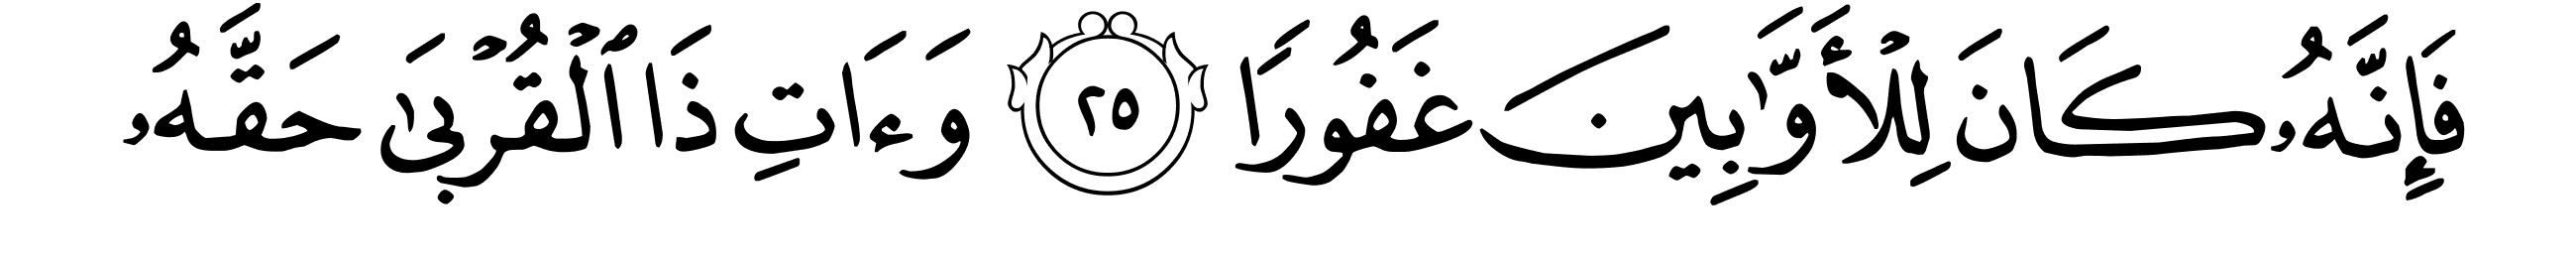 فَإِنَّهُۥ كَانَ لِلْأَوَّٰبِينَ غَفُورًا ٢٥ وَءَاتِ ذَا ٱلْقُرْبَىٰ حَقَّهُۥ